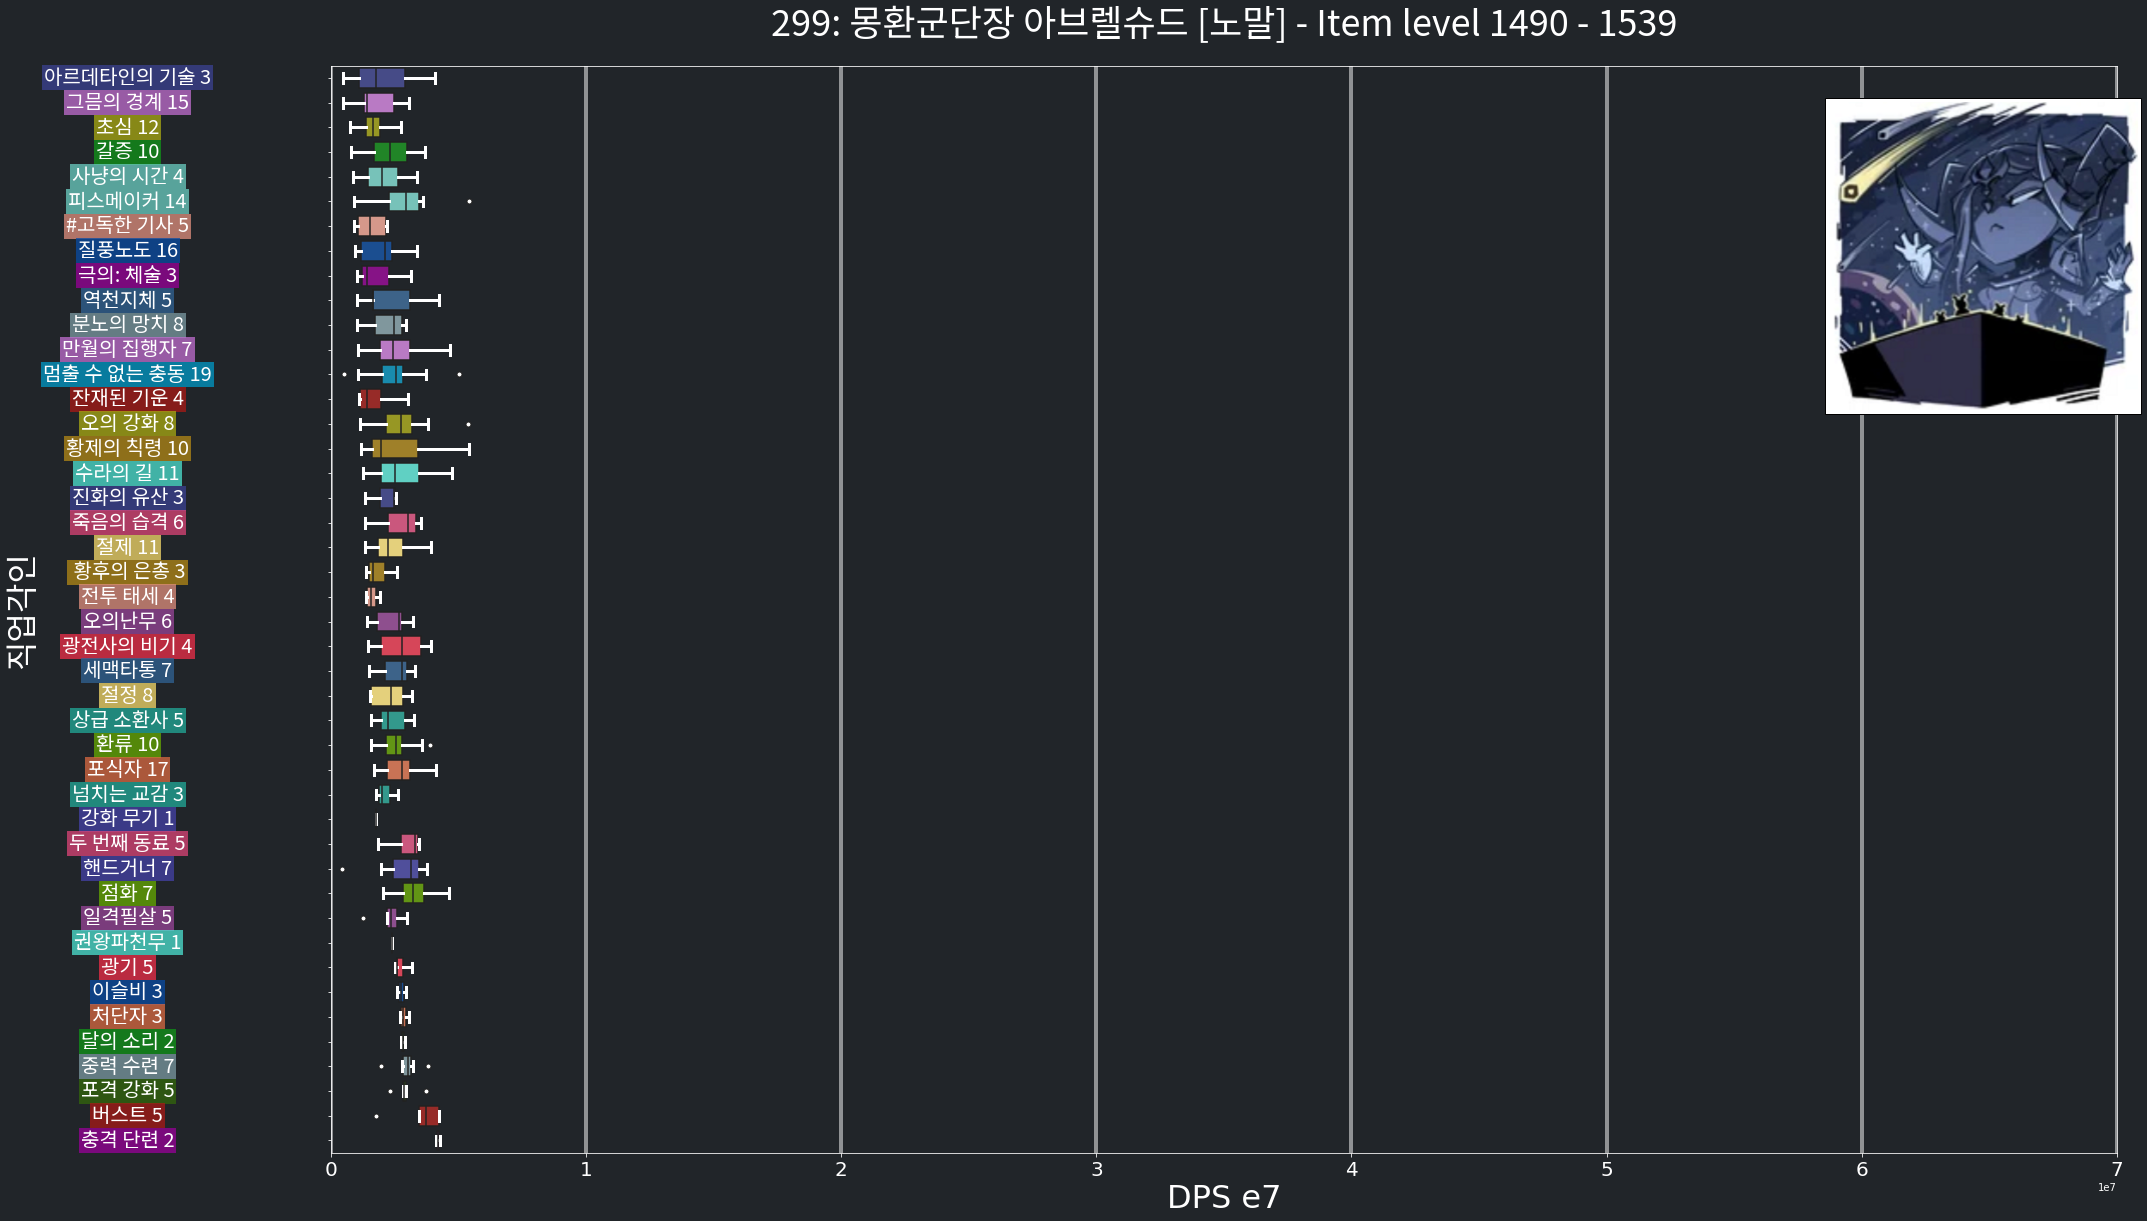 299: 몽환군단장 아브렐슈드 [노말] - Item level 1490 - 1539
아르데타인의 기술 3
그믐의 경계 15
초심 12
갈증 10
사냥의 시간 4
피스메이커 14
#고독한 기사 5
질풍노도 16
극의: 체술 3
역천지체 5
분노의 망치 8
만월의 집행자 7
멈출 수 없는 충동 19
잔재된 기운 4
오의 강화 8
황제의 칙령 10
수라의 길 11
진화의 유산 3
죽음의 습격 6
절제 11
황후의 은총 3
전투 태세 4
오의난무 6
광전사의 비기 4
세맥타통 7
절정 8
상급 소환사 5
환류 10
포식자 17
넘치는 교감 3
강화 무기 1
두 번째 동료 5
핸드거너 7
점화 7
일격필살 5
권왕파천무 1
광기 5
이슬비 3
처단자 3
달의 소리 2
중력 수련 7
포격 강화 5
버스트 5
충격 단련 2
직업각인
0 1 2 3 4 5 6 7
1e7
DPS e7